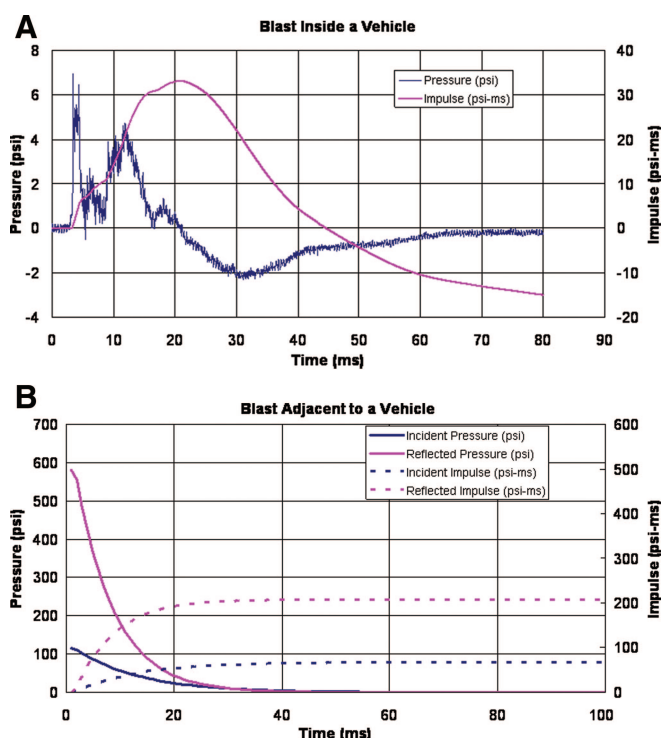 A
Blast Inside a Vehicle
Pressure (psi)
Impulse (psi-ms)
8
6
4
2
0
-2
-4
40
30
20
10
0
-10
-20
0 10 20 30 40 50 60 70 80 90
Time (ms)
Pressure (psi)
Impulse (psi-ms)
B
Blast Adjacent to a Vehicle
Incident Pressure (psi)
Reflected Pressure (psi)
Incident Impulse (psi-ms)
Reflected Impulse (psi-ms)
700
600
500
400
300
200
100
0
600
500
400
300
200
100
0
0 20 40 60 80 100
Time (ms)
Pressure (psi)
Impulse (psi-ms)